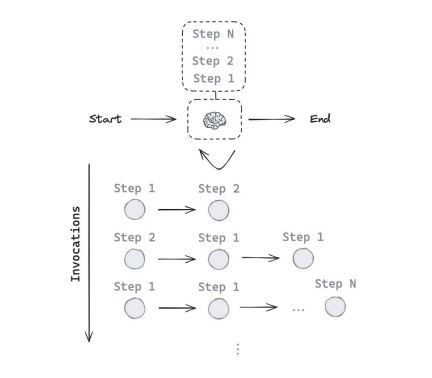 Step N
...
Step 2
Step 1
Start
End
Invocations
Step 1 Step 2
Step 2 Step 1 Step 1
Step 1 Step 1 ... Step N
⋮